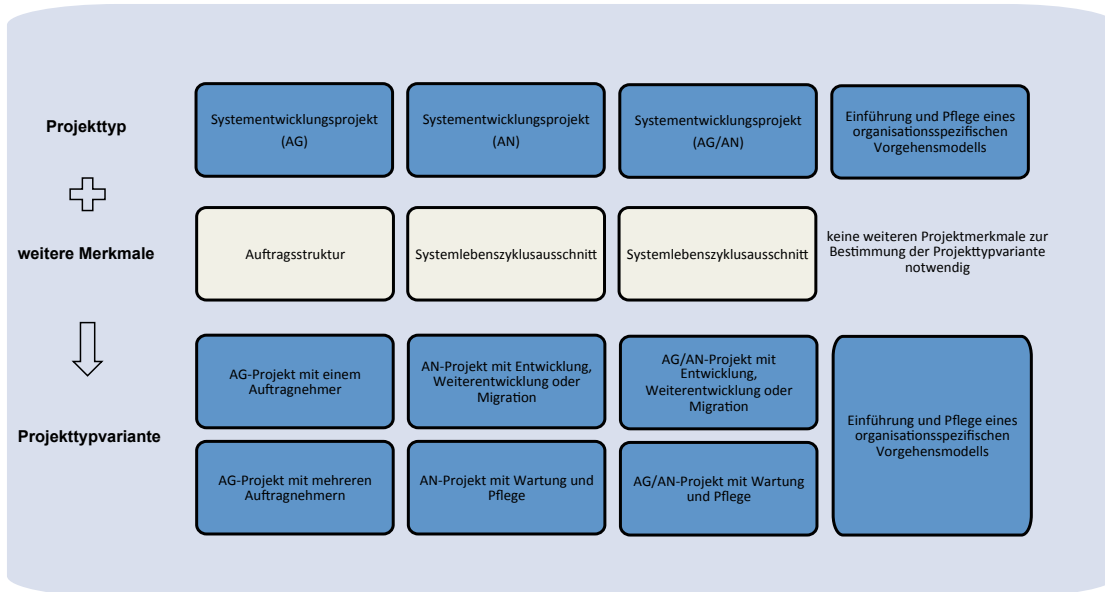 Projekttyp
Systementwicklungsprojekt
(AG)
Systementwicklungsprojekt
(AN)
Systementwicklungsprojekt
(AG/AN)
Einführung und Pflege eines
organisationsspezifischen
Vorgehensmodells
weitere Merkmale
Auftragsstruktur
Systemlebenszyklusausschnitt
Systemlebenszyklusausschnitt
keine weiteren Projektmerkmale zur
Bestimmung der Projekttypvariante
notwendig
Projekttypvariante
AG-Projekt mit einem
Auftragnehmer
AN-Projekt mit Entwicklung,
Weiterentwicklung oder
Migration
AG/AN-Projekt mit
Entwicklung,
Weiterentwicklung oder
Migration
Einführung und Pflege eines
organisationsspezifischen
Vorgehensmodells
AG-Projekt mit mehreren
Auftragnehmern
AN-Projekt mit Wartung und
Pflege
AG/AN-Projekt mit Wartung
und Pflege